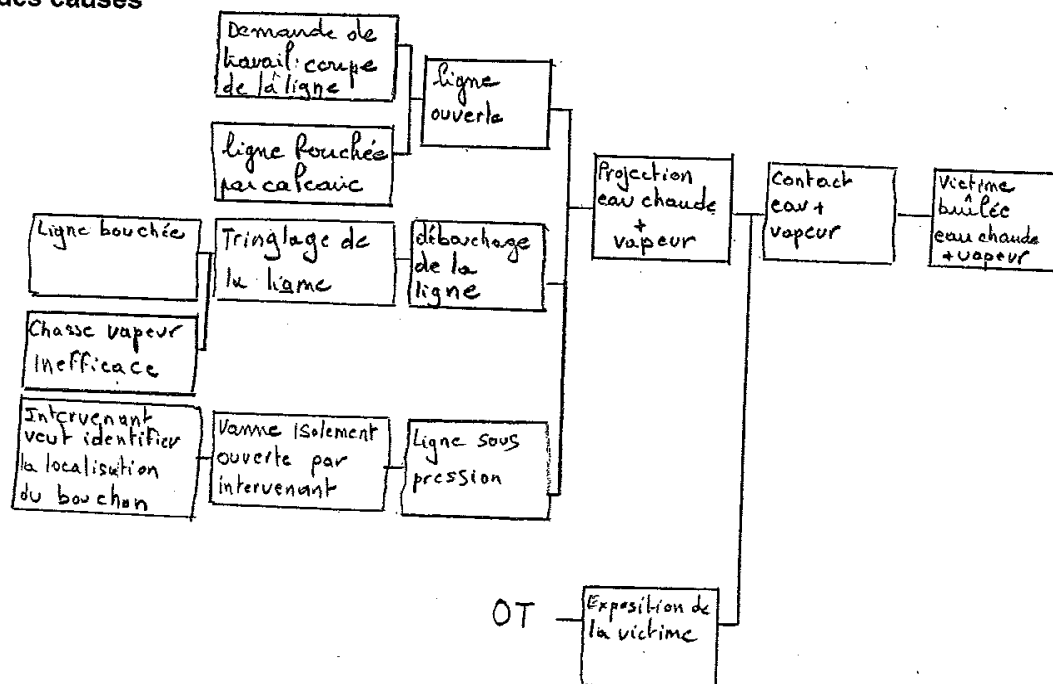 des causes
Demande de
travail: coupe
de la ligne
ligne
ouverte
ligne bouchée
par calcaire
Projection
eau chaude
+
vapeur
Contact
eau +
vapeur
Victime
brûlée
eau chaude
+ vapeur
Ligne bouchée
Tringlage de
la ligne
débouchage
de la
ligne
Chasse vapeur
inefficace
Intervenant
veut identifier
la localisation
du bouchon
Vanne isolement
ouverte par
intervenant
Ligne sous
pression
OT
Exposition de
la victime